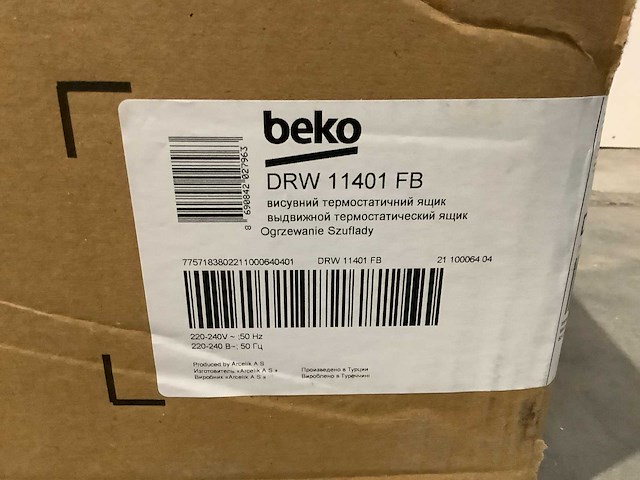 beko
DRW 11401 FB
висувний термостатичний ящик
выдвижной термостатический ящик
Ogrzewanie Szuflady
8 690842 027963
7757183802211000640401 DRW 11401 FB 21 100064 04
220-240V ~ ;50 Hz
220-240 В~; 50 Гц
Produced by Arcelik A.S
Изготовитель «Arcelik A.S.» Произведено в Турции
Виробник «Arcelik A.S.» Вироблено в Туреччині